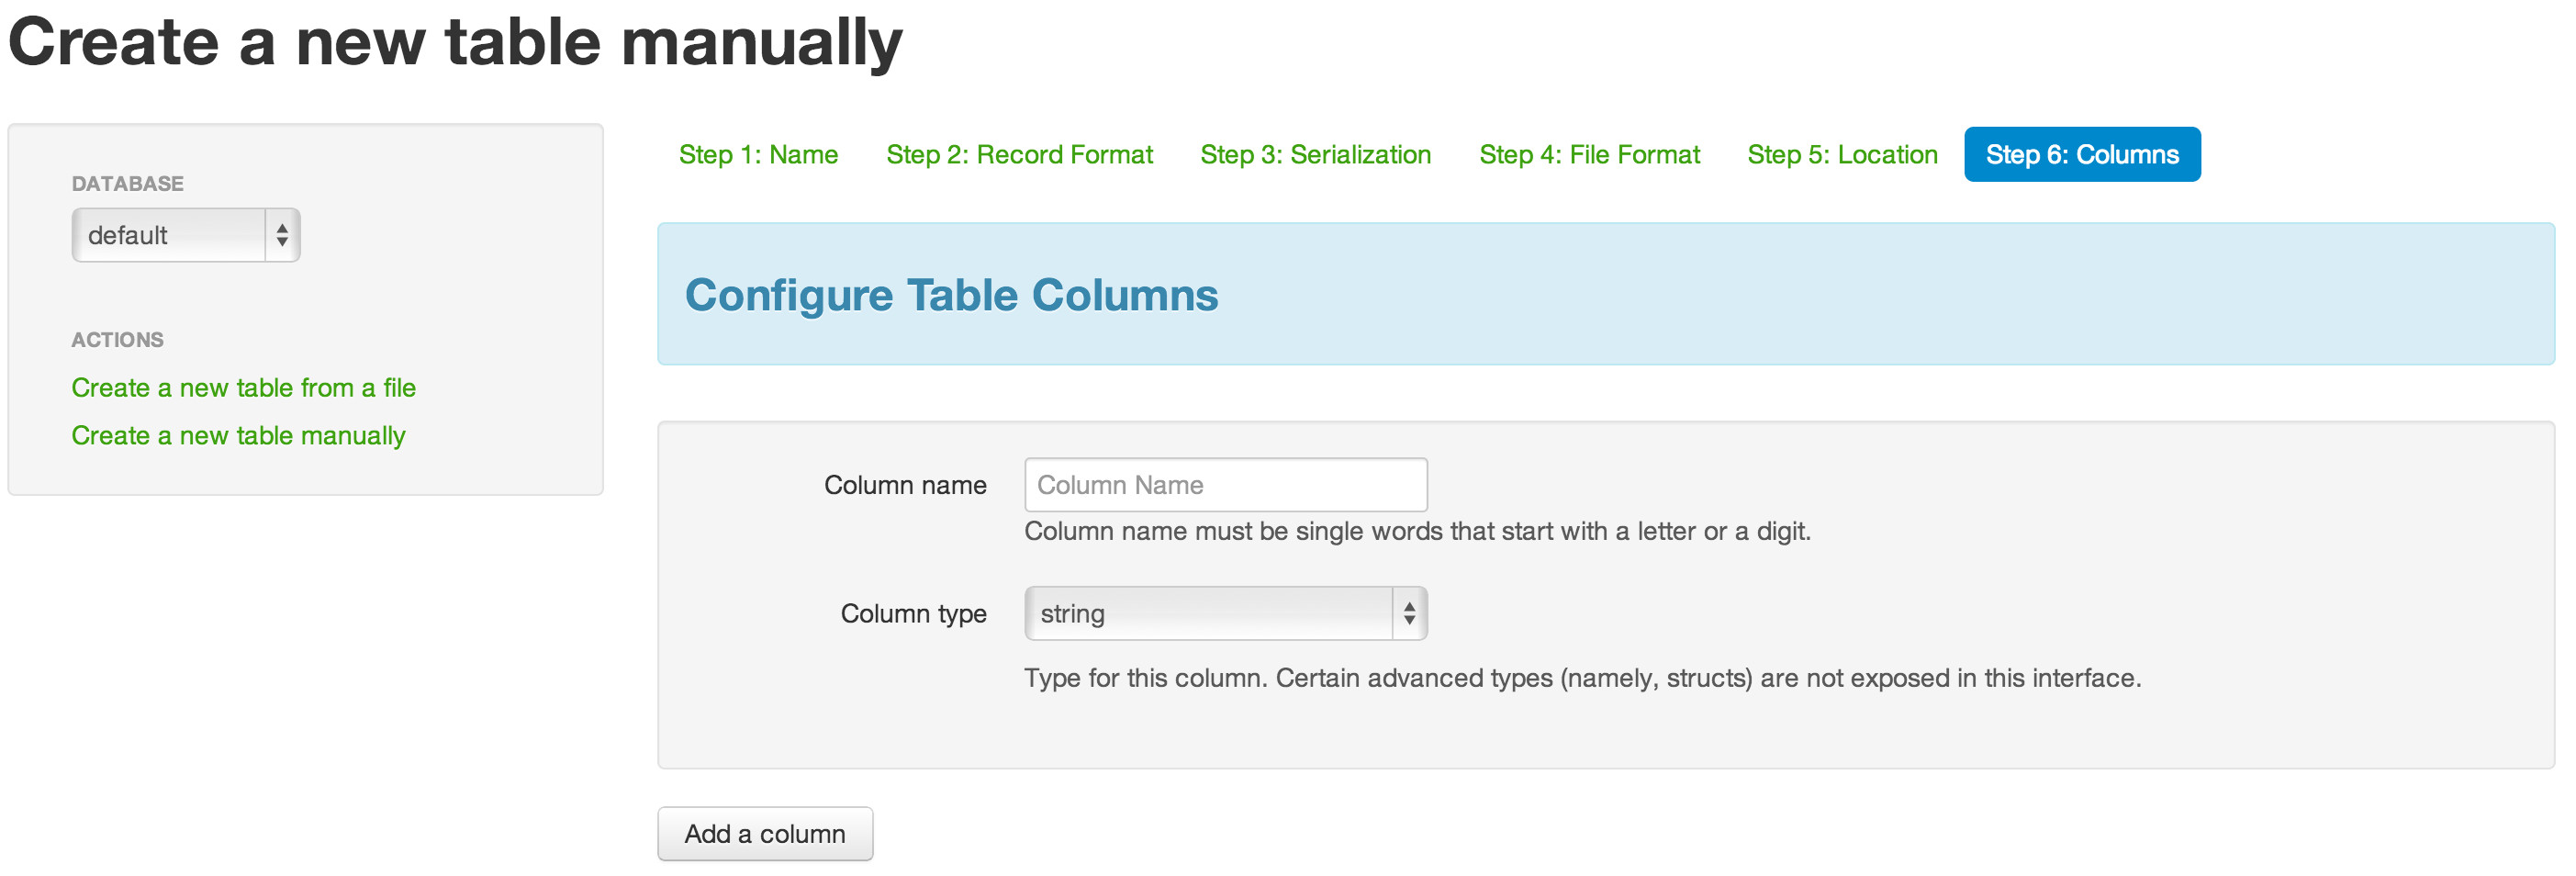 Create a new table manually
DATABASE
default
ACTIONS
Create a new table from a file
Create a new table manually
Step 1: Name Step 2: Record Format Step 3: Serialization Step 4: File Format Step 5: Location Step 6: Columns
Configure Table Columns
Column name Column Name
Column name must be single words that start with a letter or a digit.
Column type string
Type for this column. Certain advanced types (namely, structs) are not exposed in this interface.
Add a column